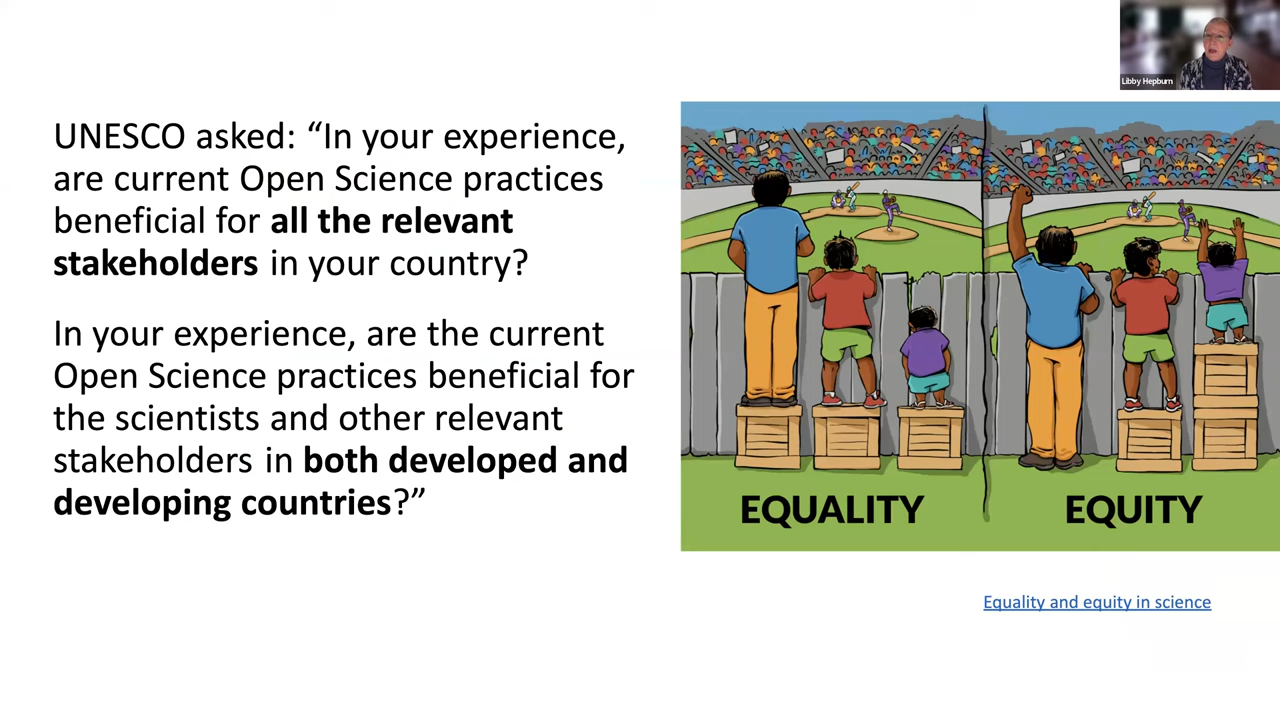 Libby Hepburn
UNESCO asked: “In your experience,
are current Open Science practices
beneficial for all the relevant
stakeholders in your country?
In your experience, are the current
Open Science practices beneficial for
the scientists and other relevant
stakeholders in both developed and
developing countries?”
EQUALITY
EQUITY
Equality and equity in science